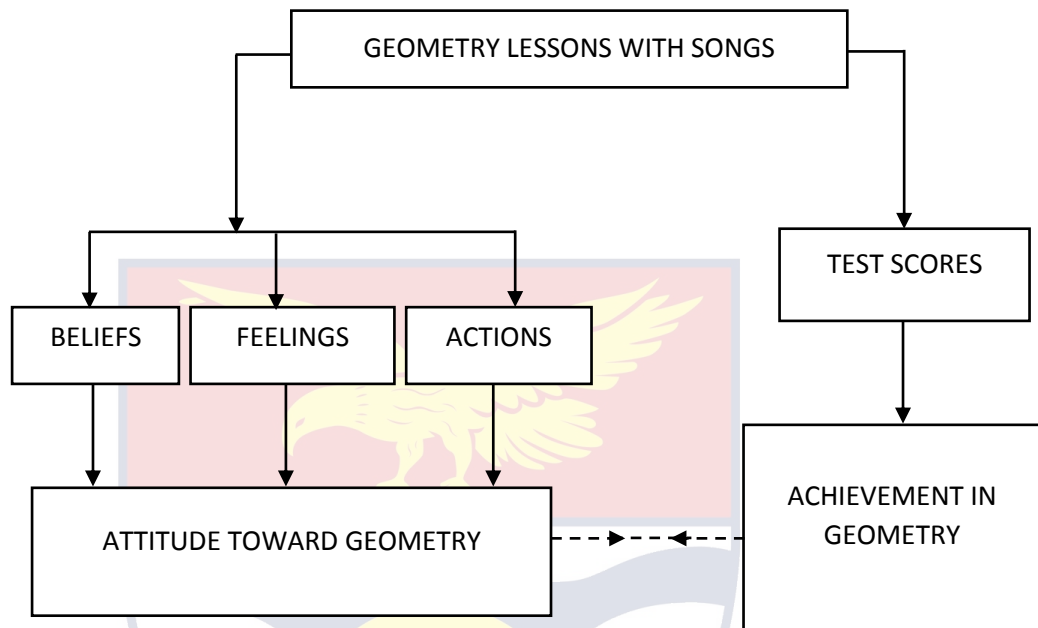 GEOMETRY LESSONS WITH SONGS
TEST SCORES
BELIEFS
FEELINGS
ACTIONS
ATTITUDE TOWARD GEOMETRY
ACHIEVEMENT IN
GEOMETRY